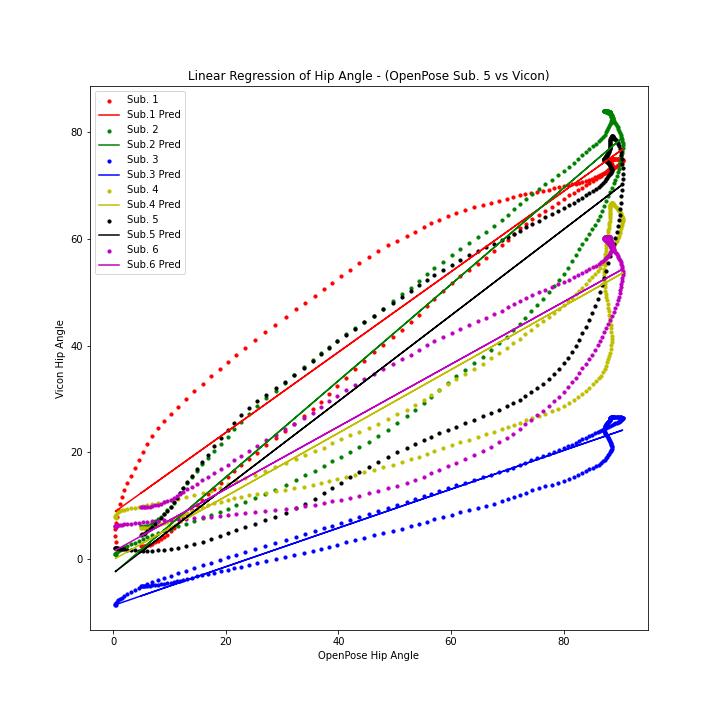 Linear Regression of Hip Angle - (OpenPose Sub. 5 vs Vicon)
Sub. 1
Sub.1 Pred
Sub. 2
Sub.2 Pred
Sub. 3
Sub.3 Pred
Sub. 4
Sub.4 Pred
Sub. 5
Sub.5 Pred
Sub. 6
Sub.6 Pred
Vicon Hip Angle
80
60
40
20
0
0 20 40 60 80
OpenPose Hip Angle